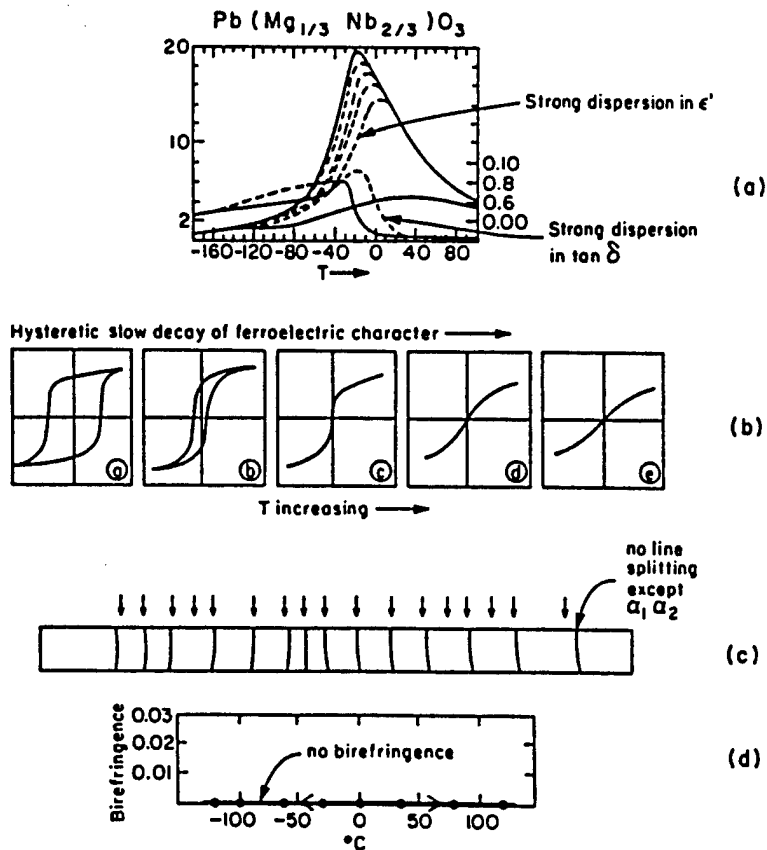 Pb (Mg1/3 Nb2/3)O3
20
10
2
Strong dispersion in ϵ'
0.10
0.8
0.6
0.00
(a)
Strong dispersion
in tan δ
-160 -120 -80 -40 0 40 80
T
Hysteretic slow decay of ferroelectric character
a
b
c
d
e
(b)
T increasing
no line
splitting
except
α1 α2
(c)
Birefringence
0.03
0.02
0.01
no birefringence
(d)
-100 -50 0 50 100
°C